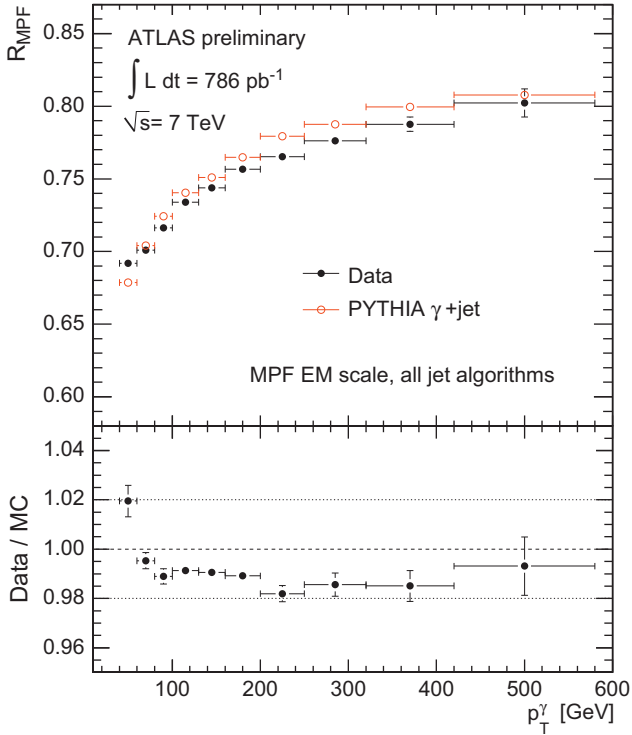 R_MPF
0.85
0.80
0.75
0.70
0.65
0.60
ATLAS preliminary
∫ L dt = 786 pb⁻¹
√s = 7 TeV
Data
PYTHIA γ+jet
MPF EM scale, all jet algorithms
Data / MC
1.04
1.02
1.00
0.98
0.96
100 200 300 400 500 600
p_T^γ [GeV]